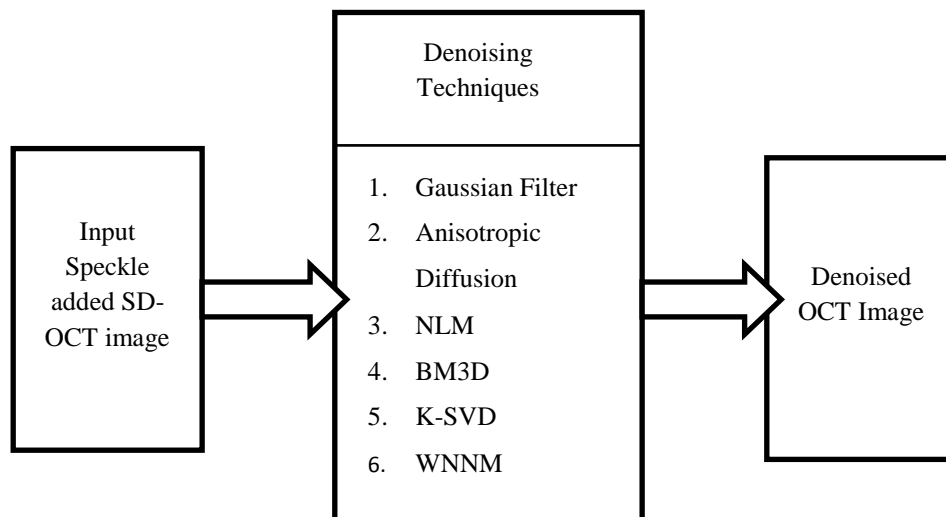 Input
Speckle
added SD-
OCT image
Denoising
Techniques
1. Gaussian Filter
2. Anisotropic
Diffusion
3. NLM
4. BM3D
5. K-SVD
6. WNNM
Denoised
OCT Image